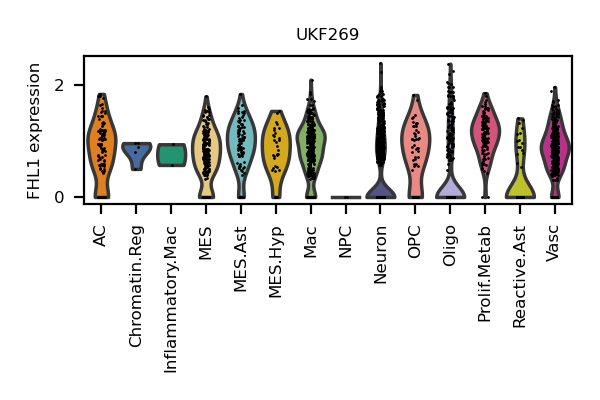 UKF269
FHL1 expression
2
0
AC
Chromatin.Reg
Inflammatory.Mac
MES
MES.Ast
MES.Hyp
Mac
NPC
Neuron
OPC
Oligo
Prolif.Metab
Reactive.Ast
Vasc